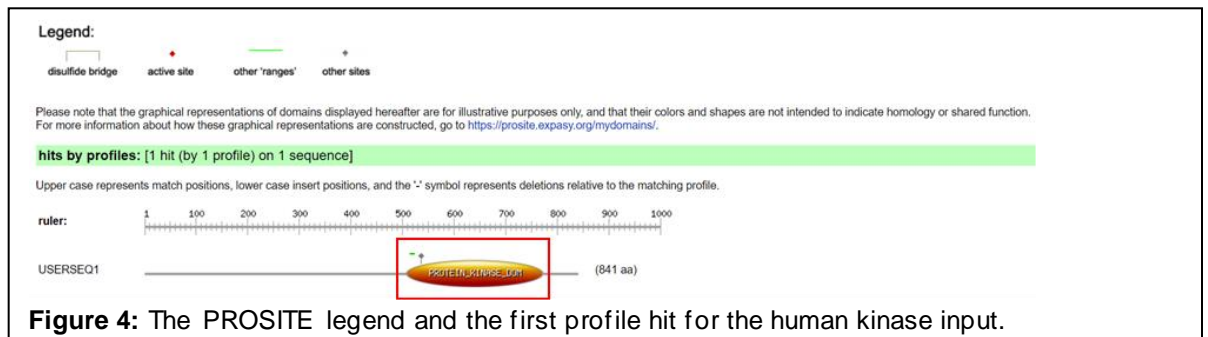 Legend:
disulfide bridge active site other 'ranges' other sites
Please note that the graphical representations of domains displayed hereafter are for illustrative purposes only, and that their colors and shapes are not intended to indicate homology or shared function.
For more information about how these graphical representations are constructed, go to https://prosite.expasy.org/mydomains/.
hits by profiles: [1 hit (by 1 profile) on 1 sequence]
Upper case represents match positions, lower case insert positions, and the '-' symbol represents deletions relative to the matching profile.
ruler: 1 100 200 300 400 500 600 700 800 900 1000
USERSEQ1 PROTEIN_KINASE_DOM (841 aa)
Figure 4: The PROSITE legend and the first profile hit for the human kinase input.